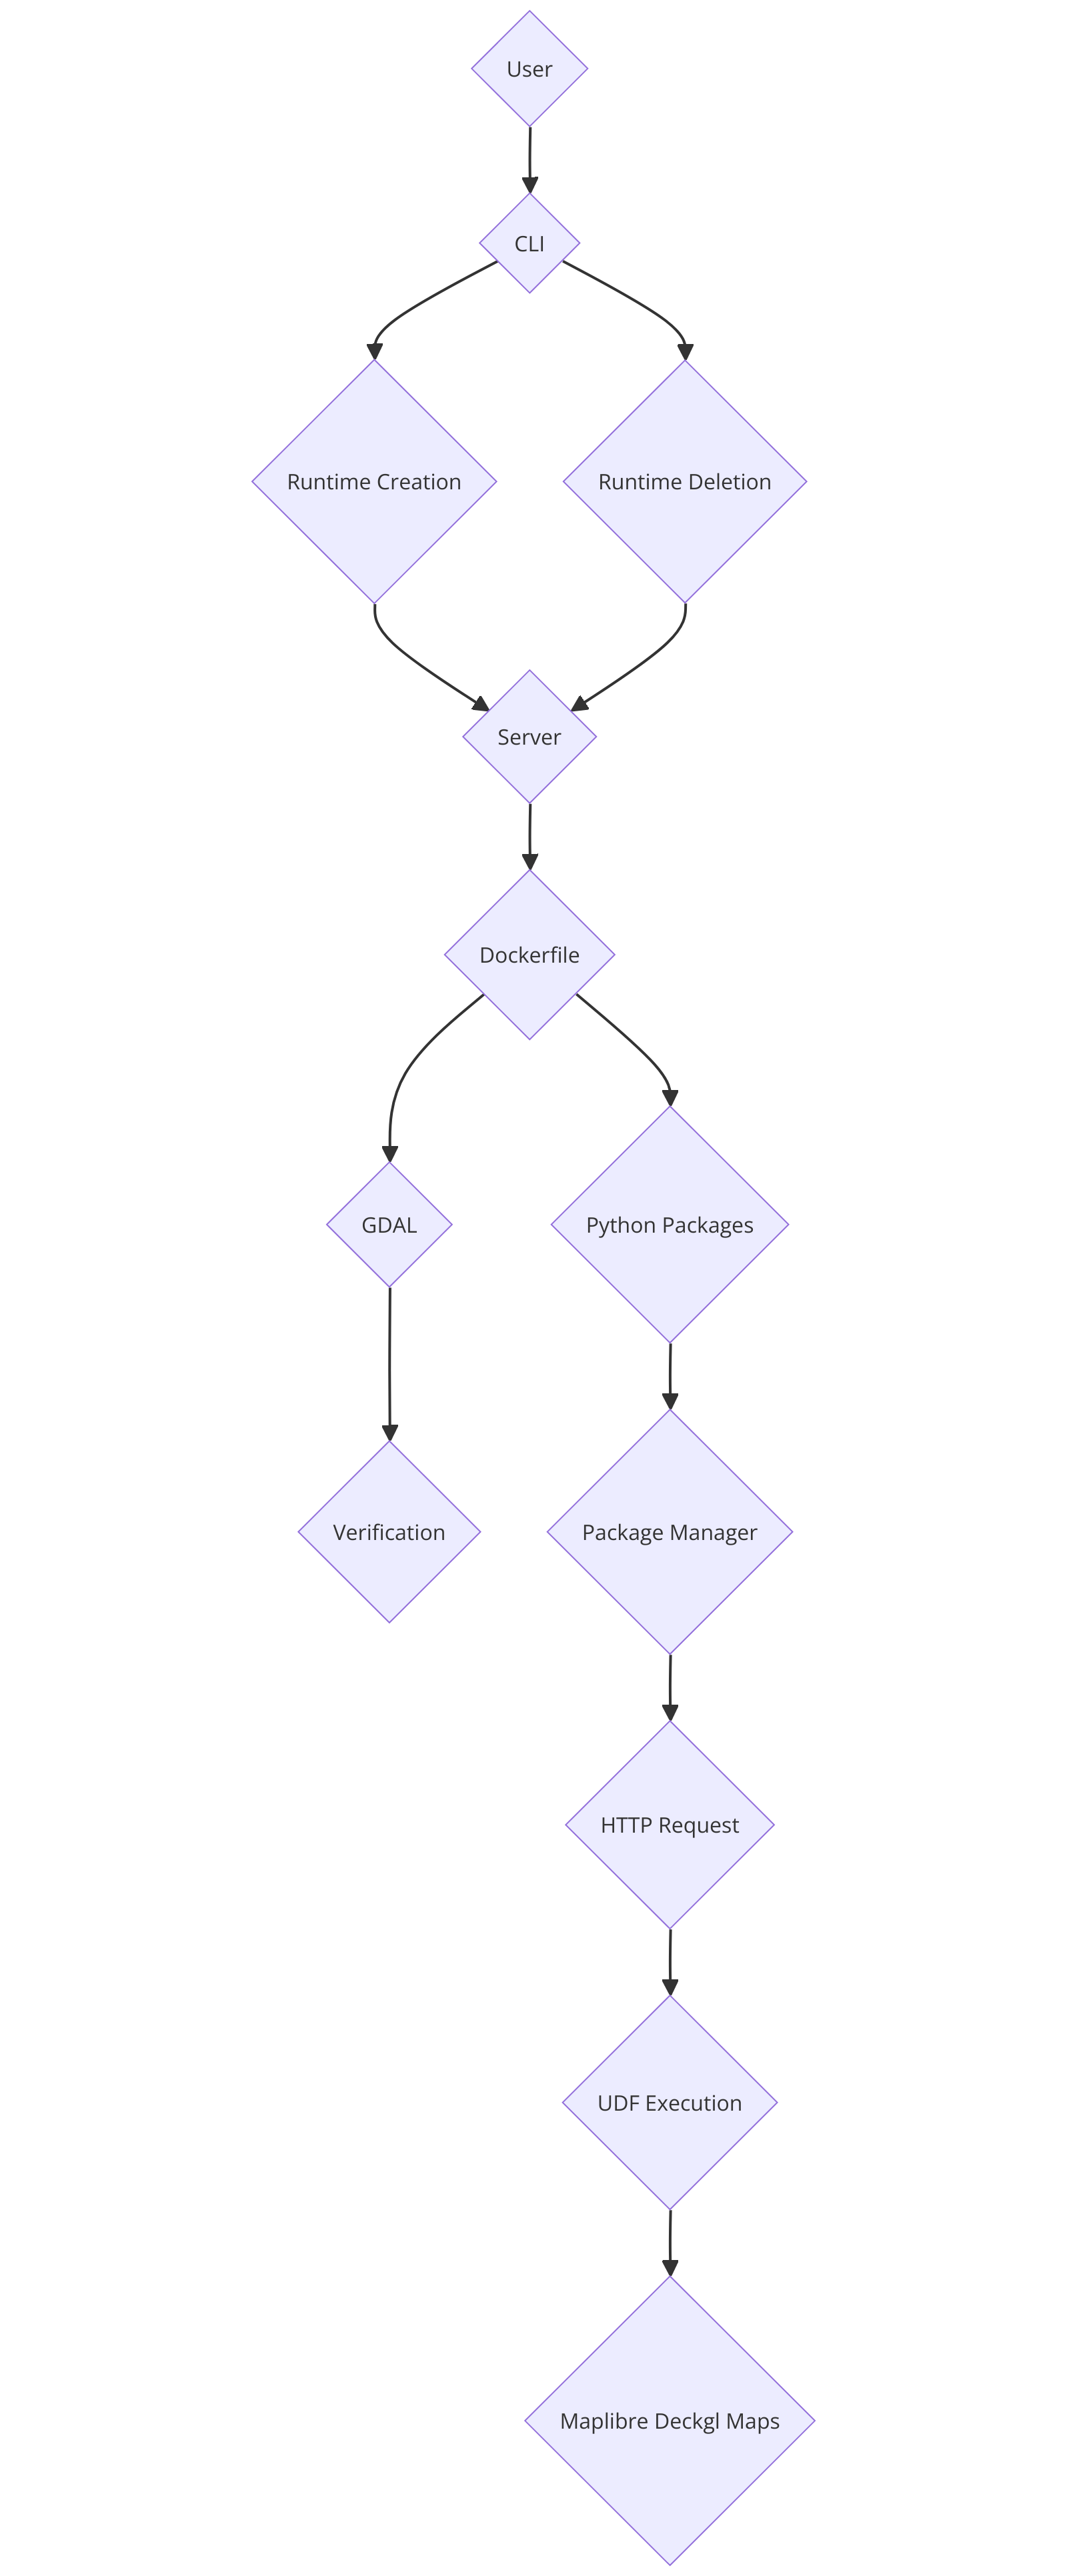 User
CLI
Runtime Creation
Runtime Deletion
Server
Dockerfile
GDAL
Python Packages
Verification
Package Manager
HTTP Request
UDF Execution
Maplibre Deckgl Maps